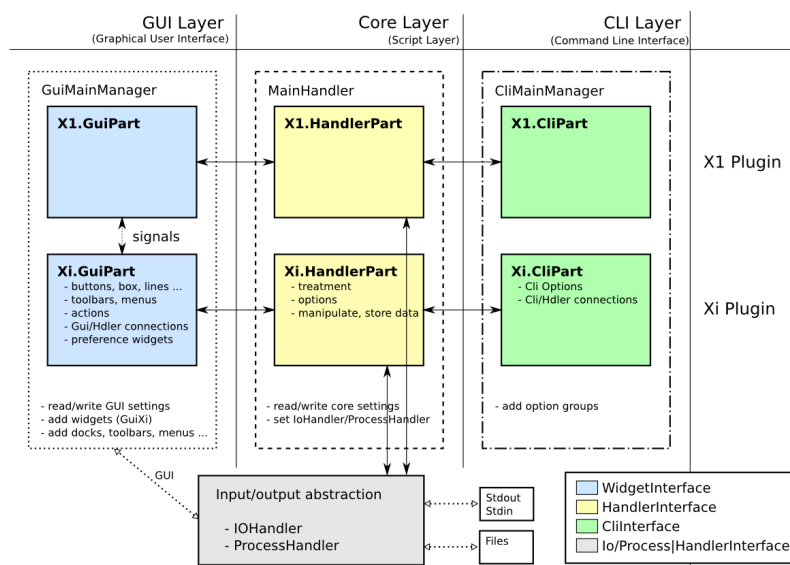 GUI Layer
(Graphical User Interface)
Core Layer
(Script Layer)
CLI Layer
(Command Line Interface)
GuiMainManager
MainHandler
CliMainManager
X1.GuiPart
X1.HandlerPart
X1.CliPart
X1 Plugin
signals
Xi.GuiPart
- buttons, box, lines ...
- toolbars, menus
- actions
- Gui/Hdler connections
- preference widgets
Xi.HandlerPart
- treatment
- options
- manipulate, store data
Xi.CliPart
- Cli Options
- Cli/Hdler connections
Xi Plugin
- read/write GUI settings
- add widgets (GuiXi)
- add docks, toolbars, menus ...
- read/write core settings
- set IoHandler/ProcessHandler
- add option groups
GUI
Input/output abstraction
- IOHandler
- ProcessHandler
Stdout
Stdin
Files
WidgetInterface
HandlerInterface
CliInterface
Io/Process|HandlerInterface